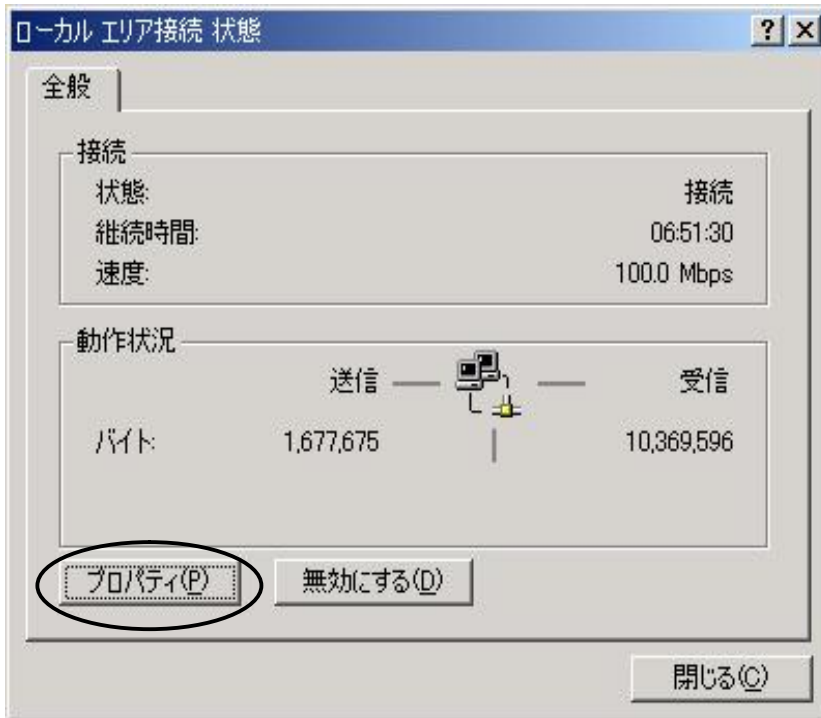 ローカル エリア接続 状態
全般
接続
状態: 接続
継続時間: 06:51:30
速度: 100.0 Mbps
動作状況
送信 受信
バイト: 1,677,675 10,369,596
プロパティ(P) 無効にする(D)
閉じる(C)